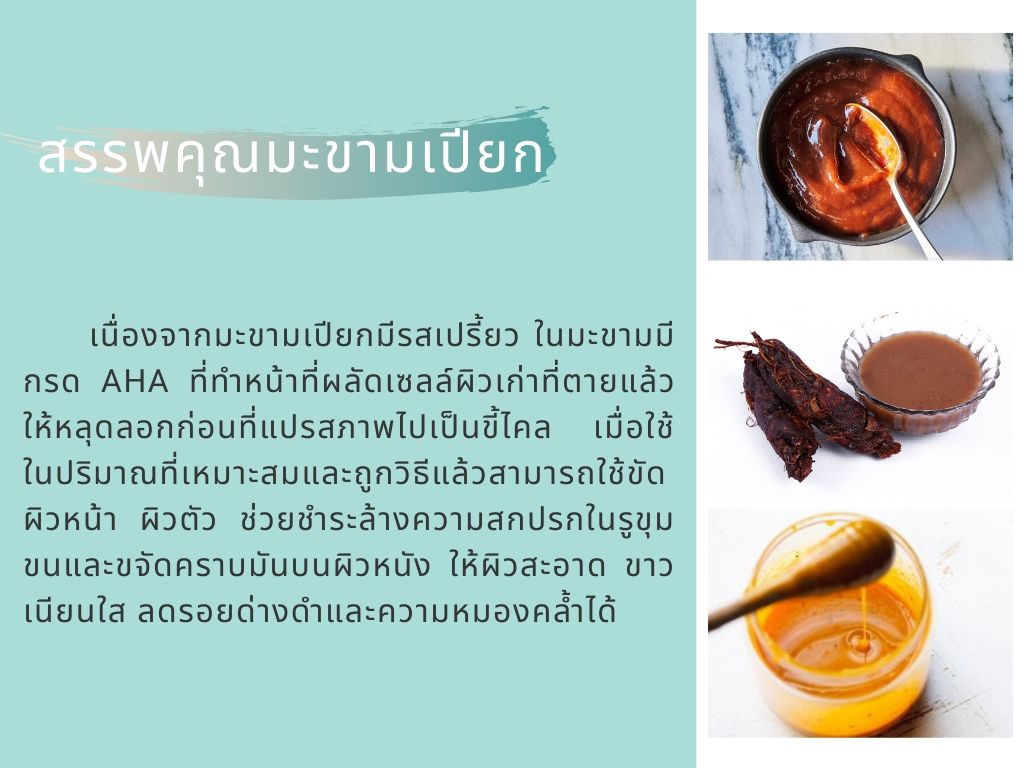 สรรพคุณมะขามเปียก
เนื่องจากมะขามเปียกมีรสเปรี้ยว ในมะขามมี
กรด AHA ที่ทำหน้าที่ผลัดเซลล์ผิวเก่าที่ตายแล้ว
ให้หลุดลอกก่อนที่แปรสภาพไปเป็นขี้ไคล เมื่อใช้
ในปริมาณที่เหมาะสมและถูกวิธีแล้วสามารถใช้ขัด
ผิวหน้า ผิวตัว ช่วยชำระล้างความสกปรกในรูขุม
ขนและขจัดคราบมันบนผิวหนัง ให้ผิวสะอาด ขาว
เนียนใส ลดรอยด่างดำและความหมองคล้ำได้